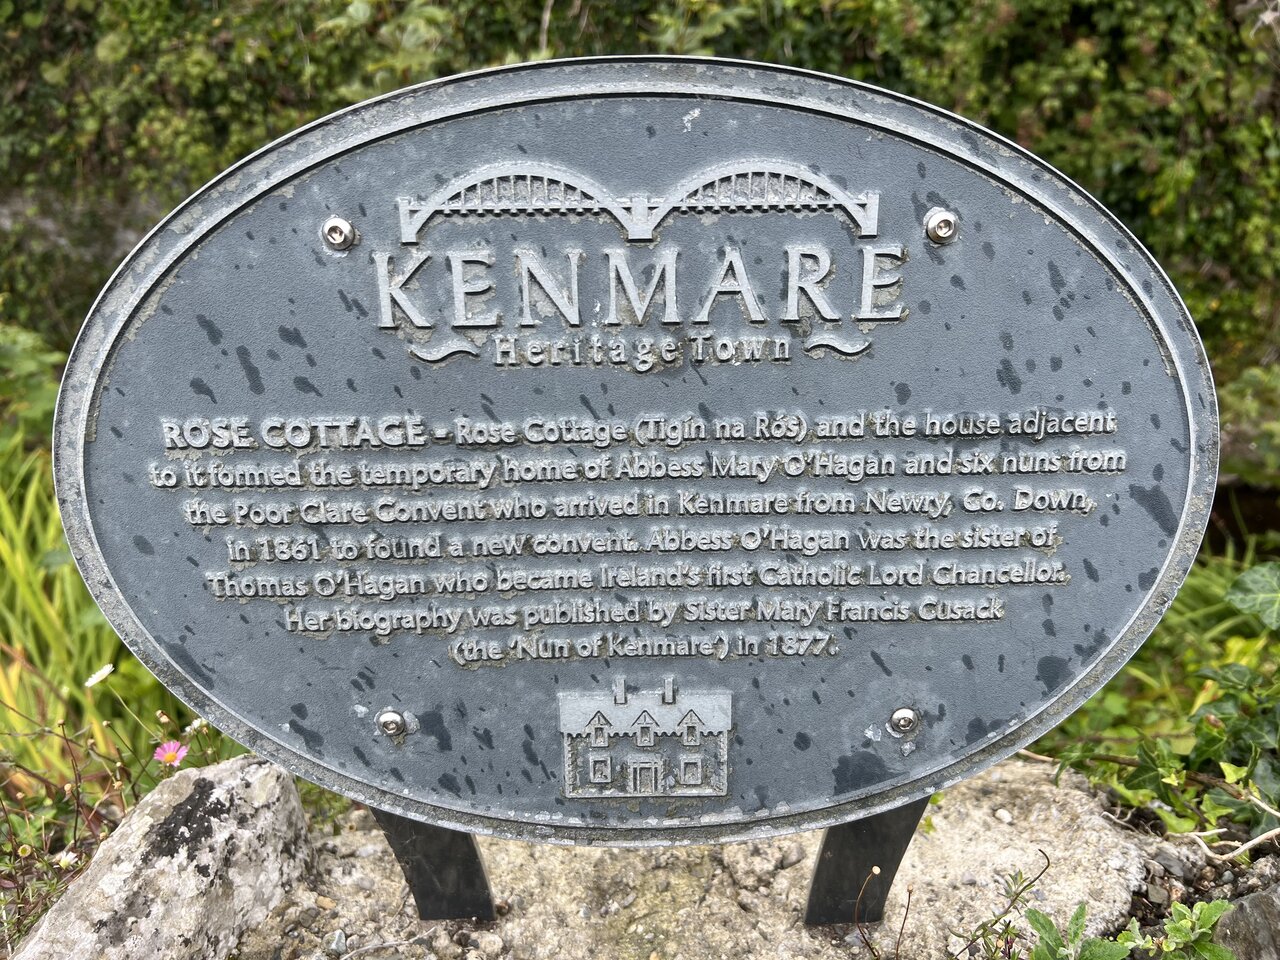 KENMARE
Heritage Town
ROSE COTTAGE - Rose Cottage (Tigín na Rós) and the house adjacent
to it formed the temporary home of Abbess Mary O'Hagan and six nuns from
the Poor Clare Convent who arrived in Kenmare from Newry, Co. Down,
in 1861 to found a new convent. Abbess O'Hagan was the sister of
Thomas O'Hagan who became Ireland's first Catholic Lord Chancellor.
Her biography was published by Sister Mary Francis Cusack
(the 'Nun of Kenmare') in 1877.